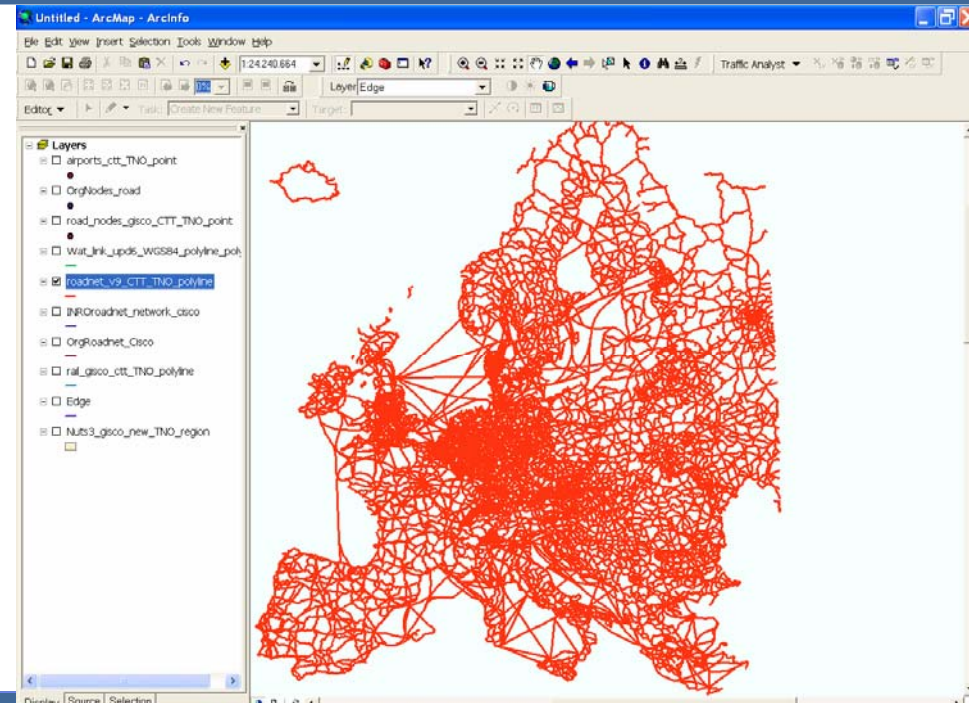 Untitled - ArcMap - ArcInfo
File Edit View Insert Selection Tools Window Help
1:24.240.664
Traffic Analyst
Layer Edge
Editor
Task: Create New Feature
Target:
Layers
airports_ctt_TNO_point
OrgNodes_road
road_nodes_gisco_CTT_TNO_point
Wat_link_upd6_WGS84_polyline_poly
roadnet_v9_CTT_TNO_polyline
INROroadnet_network_cisco
OrgRoadnet_Cisco
rail_gisco_ctt_TNO_polyline
Edge
Nuts3_gisco_new_TNO_region
Display Source Selection